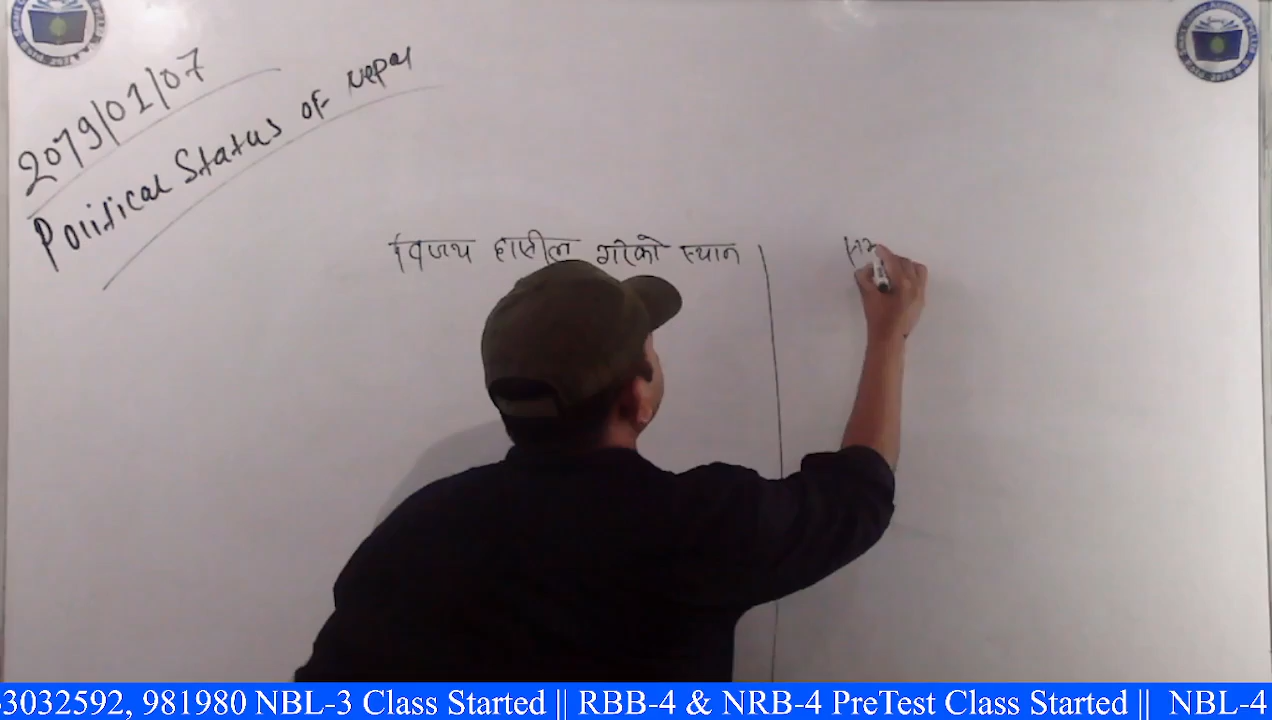 2079/01/07
Political Status of Nepal
विजय हासील गरेको स्थान
3032592, 981980 NBL-3 Class Started || RBB-4 & NRB-4 PreTest Class Started || NBL-4